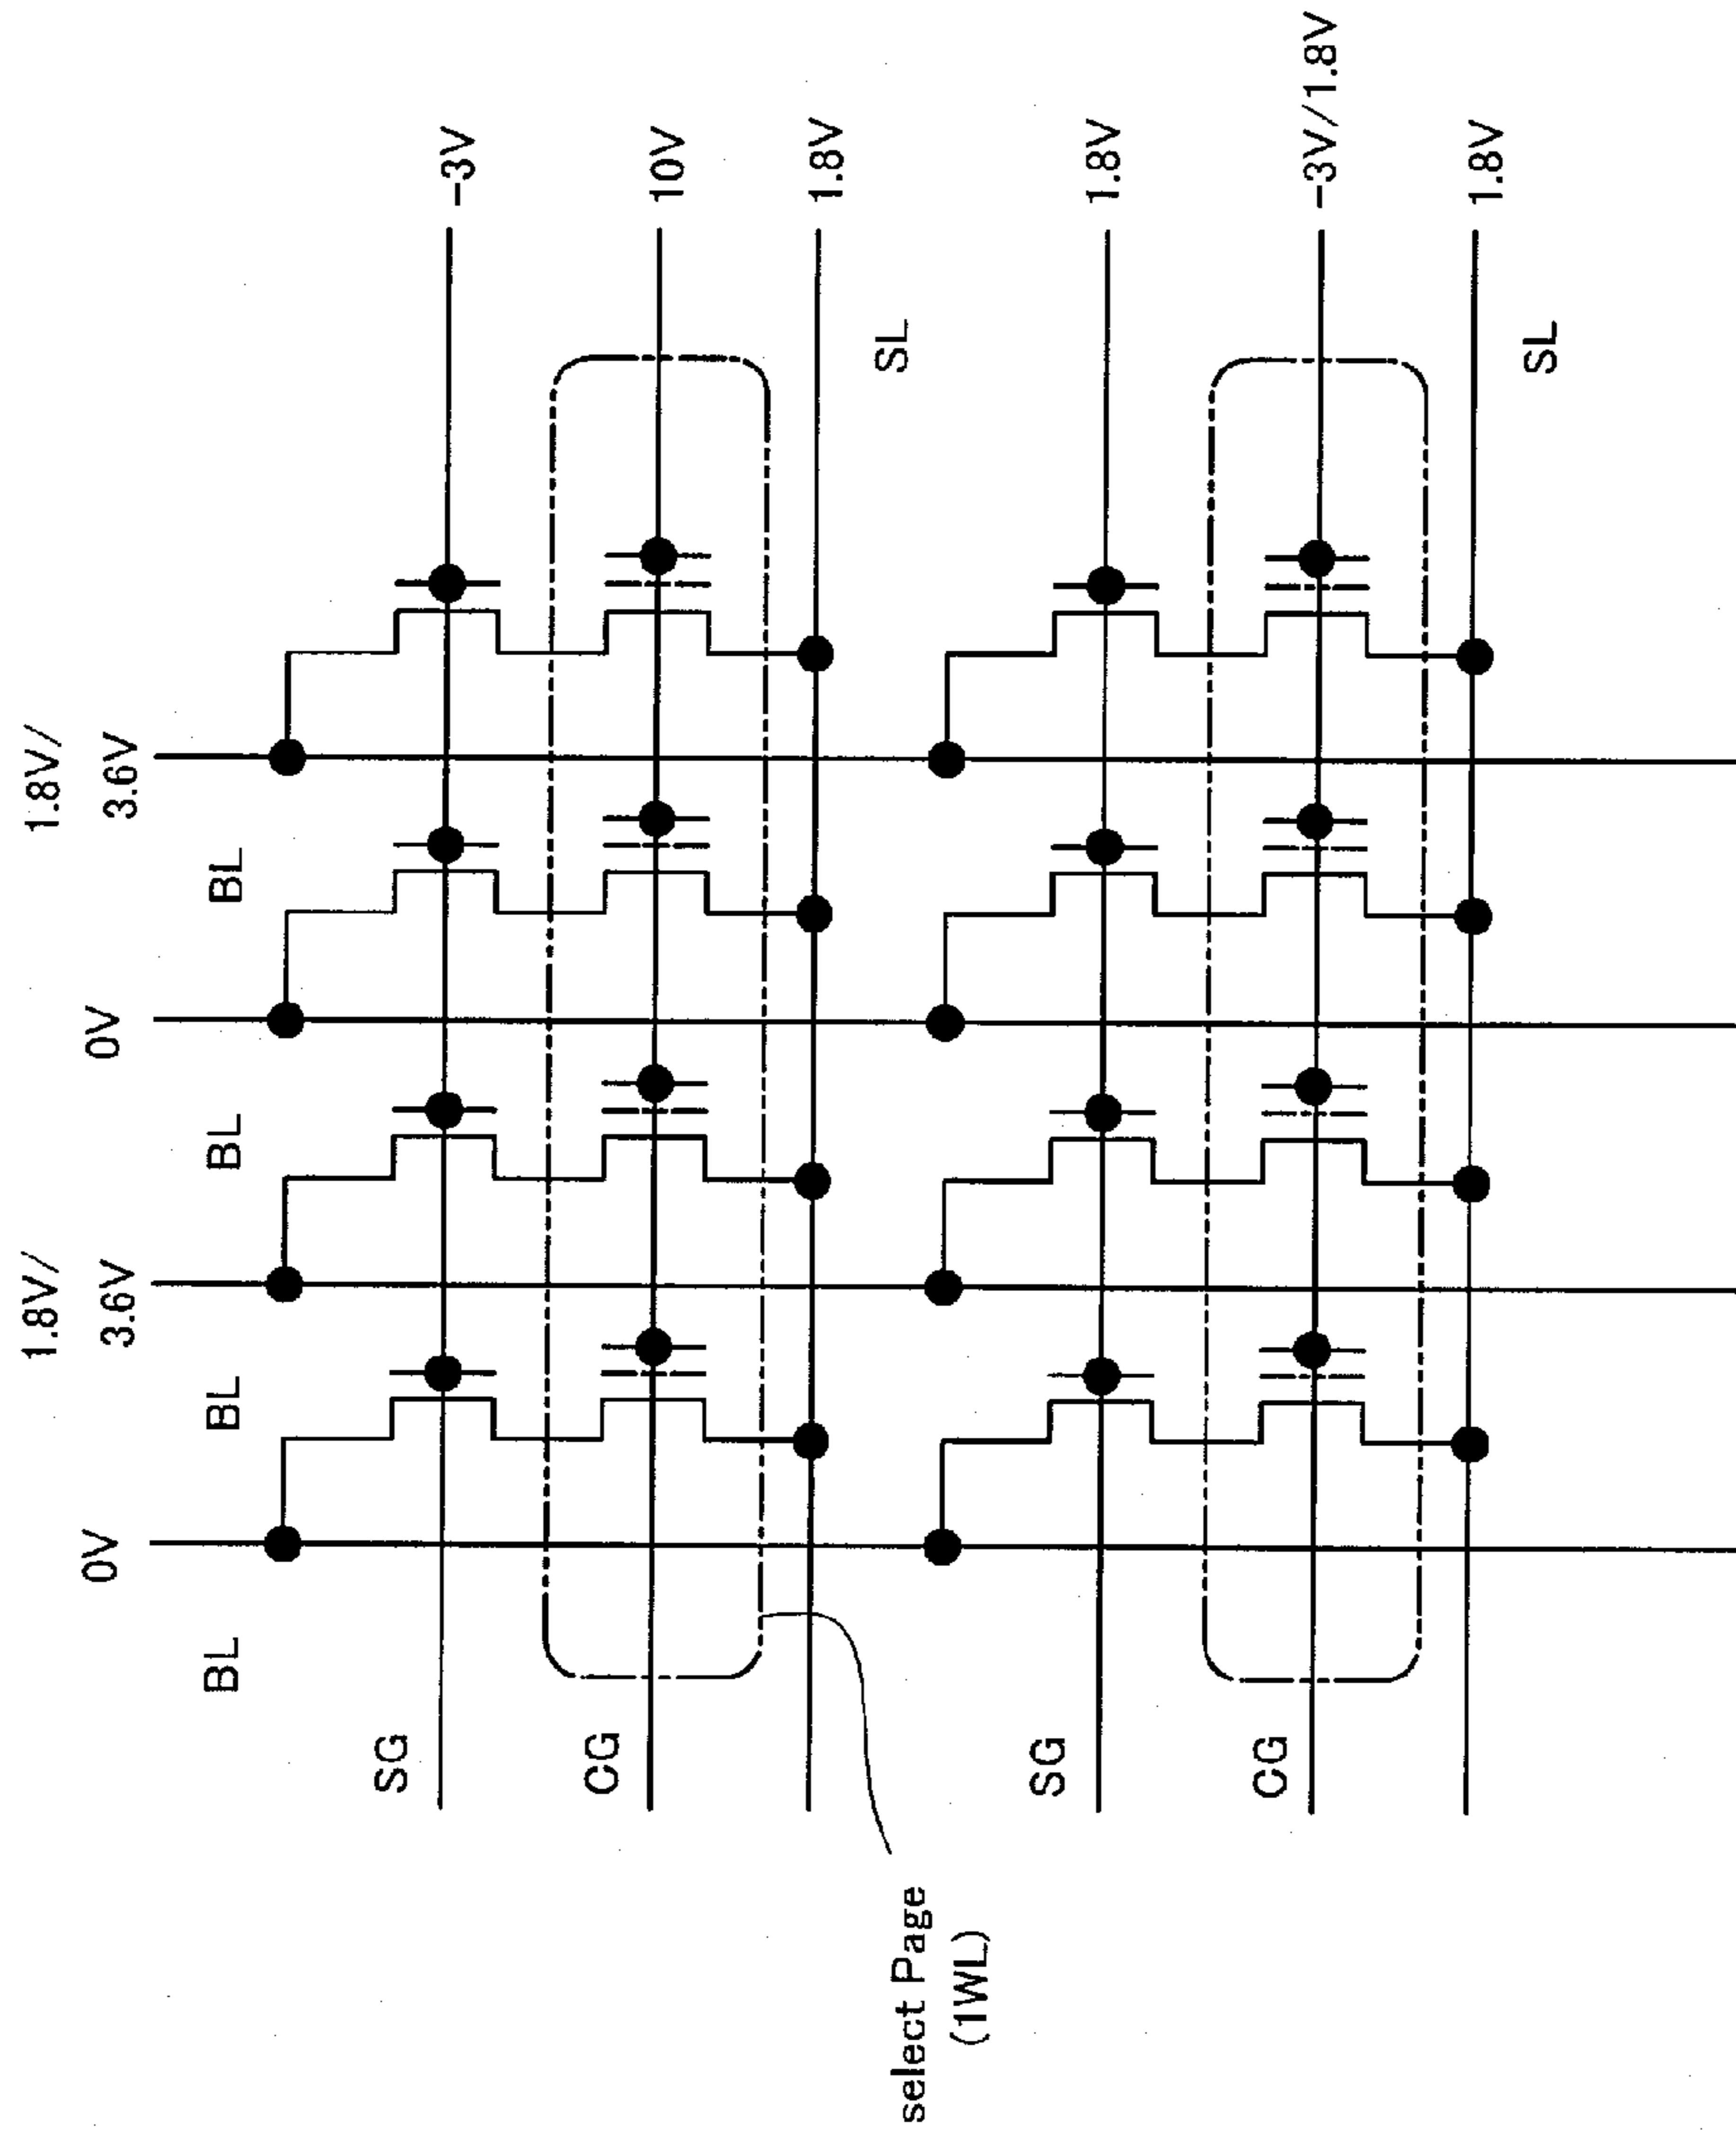 1.8V/
3.6V
0V
1.8V/
3.6V
0V
BL
BL
BL
BL
SG
-3V
CG
10V
1.8V
SL
select Page
(1WL)
SG
1.8V
CG
-3V/1.8V
1.8V
SL